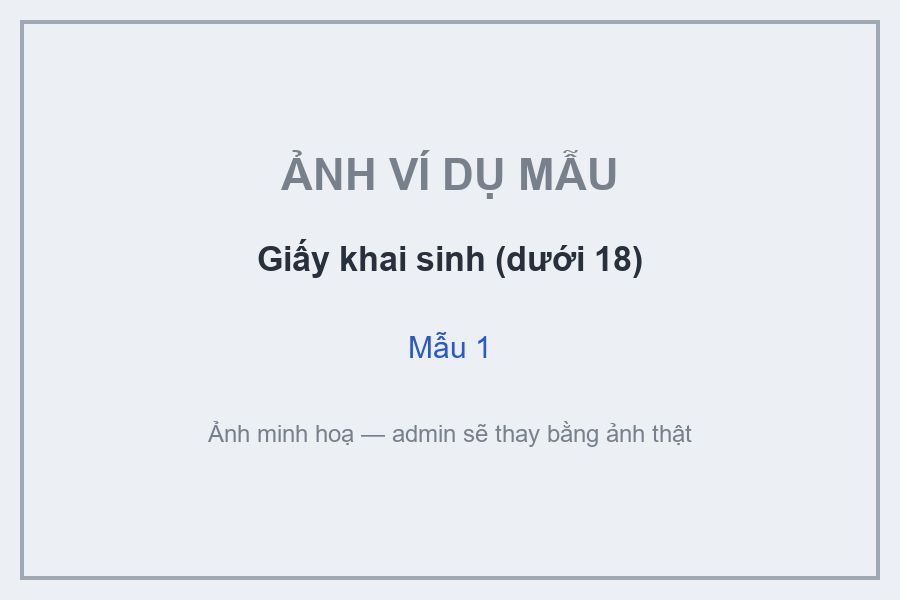 ẢNH VÍ DỤ MẪU
Giấy khai sinh (dưới 18)
Mẫu 1
Ảnh minh hoạ — admin sẽ thay bằng ảnh thật